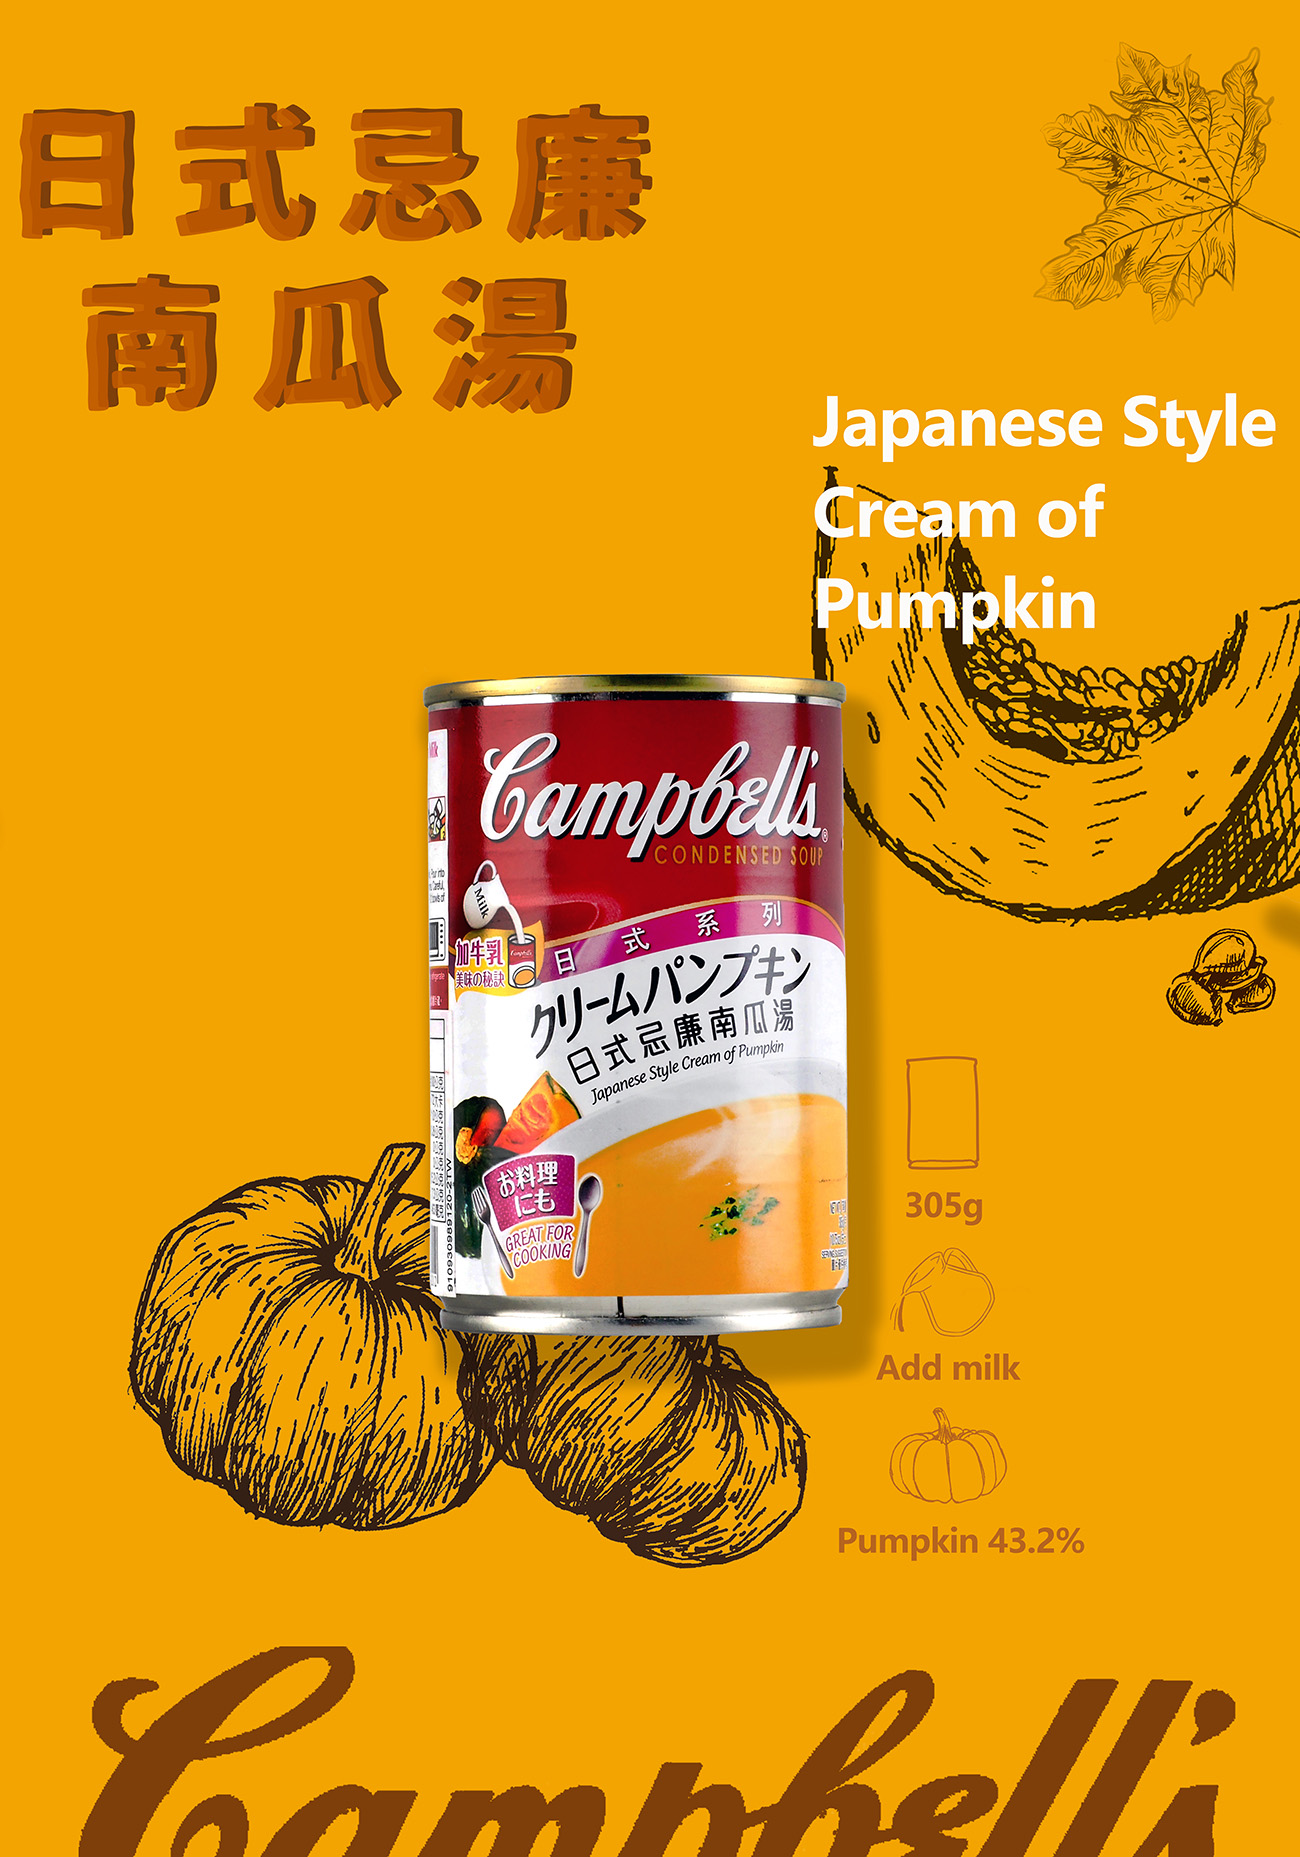 日式忌廉
南瓜湯
Japanese Style
Cream of
Pumpkin
Campbell's®
CONDENSED SOUP
Milk
日式系列
加牛乳
美味の秘訣
クリームパンプキン
日式忌廉南瓜湯
Japanese Style Cream of Pumpkin
お料理
にも
GREAT FOR
COOKING
305g
Add milk
Pumpkin 43.2%
Campbell's